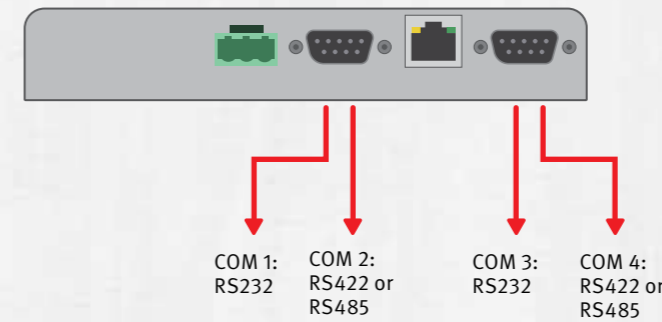 COM 1:
RS232
COM 2:
RS422 or
RS485
COM 3:
RS232
COM 4:
RS422 or
RS485